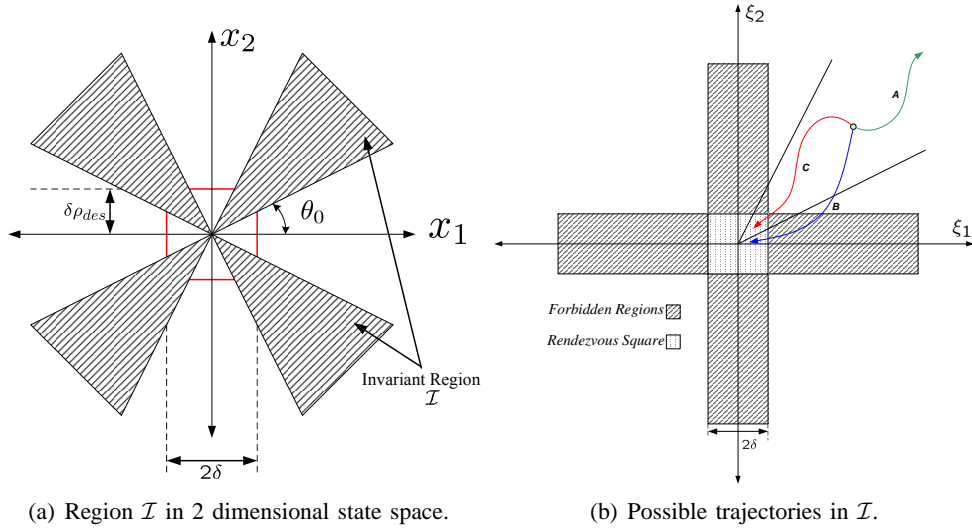 x₂
δρ_des
θ₀
x₁
Invariant Region
ℐ
2δ
(a) Region ℐ in 2 dimensional state space.
ξ₂
A
C
B
ξ₁
Forbidden Regions
Rendezvous Square
2δ
(b) Possible trajectories in ℐ.